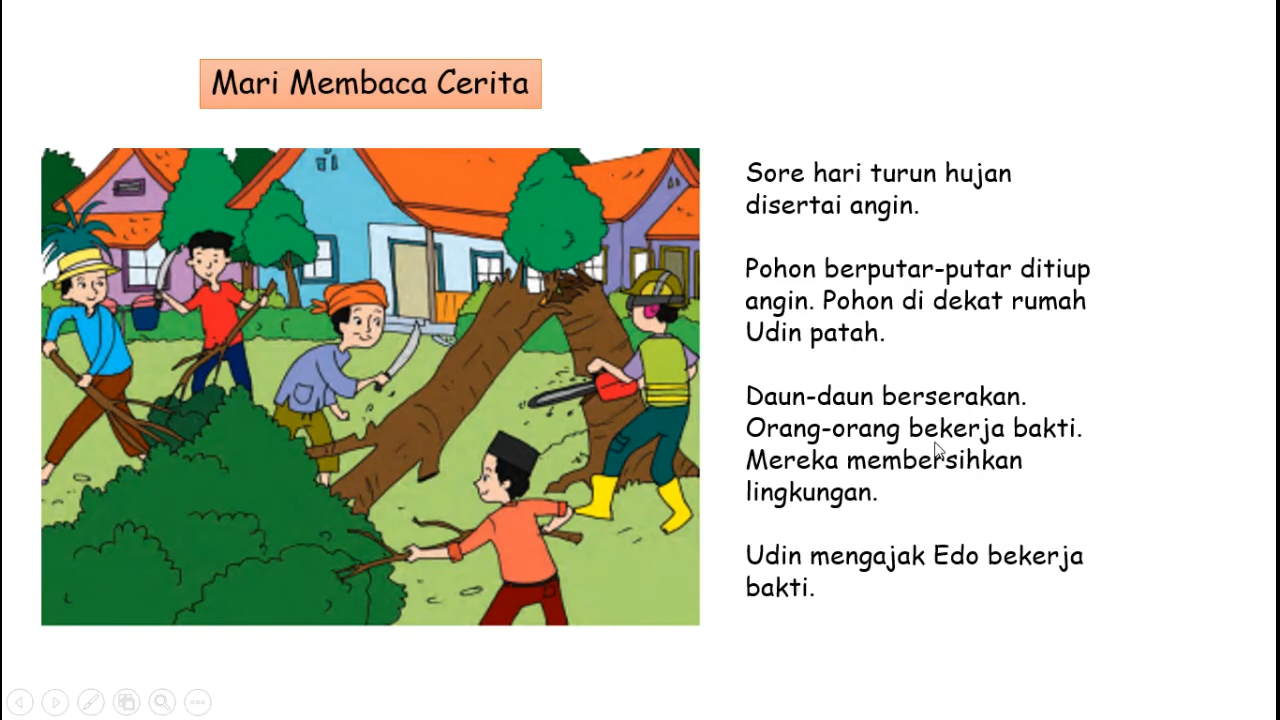 Mari Membaca Cerita
Sore hari turun hujan
disertai angin.
Pohon berputar-putar ditiup
angin. Pohon di dekat rumah
Udin patah.
Daun-daun berserakan.
Orang-orang bekerja bakti.
Mereka membersihkan
lingkungan.
Udin mengajak Edo bekerja
bakti.